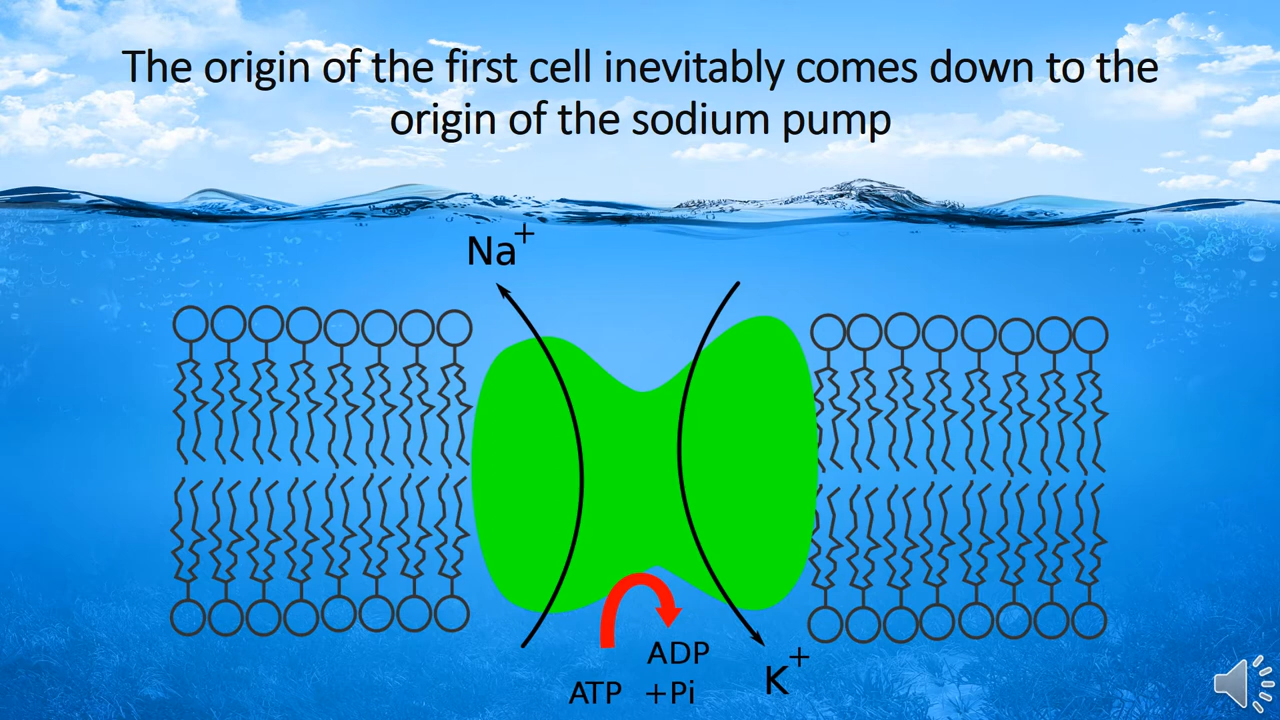 The origin of the first cell inevitably comes down to the
origin of the sodium pump
Na+
ADP
ATP +Pi
K+